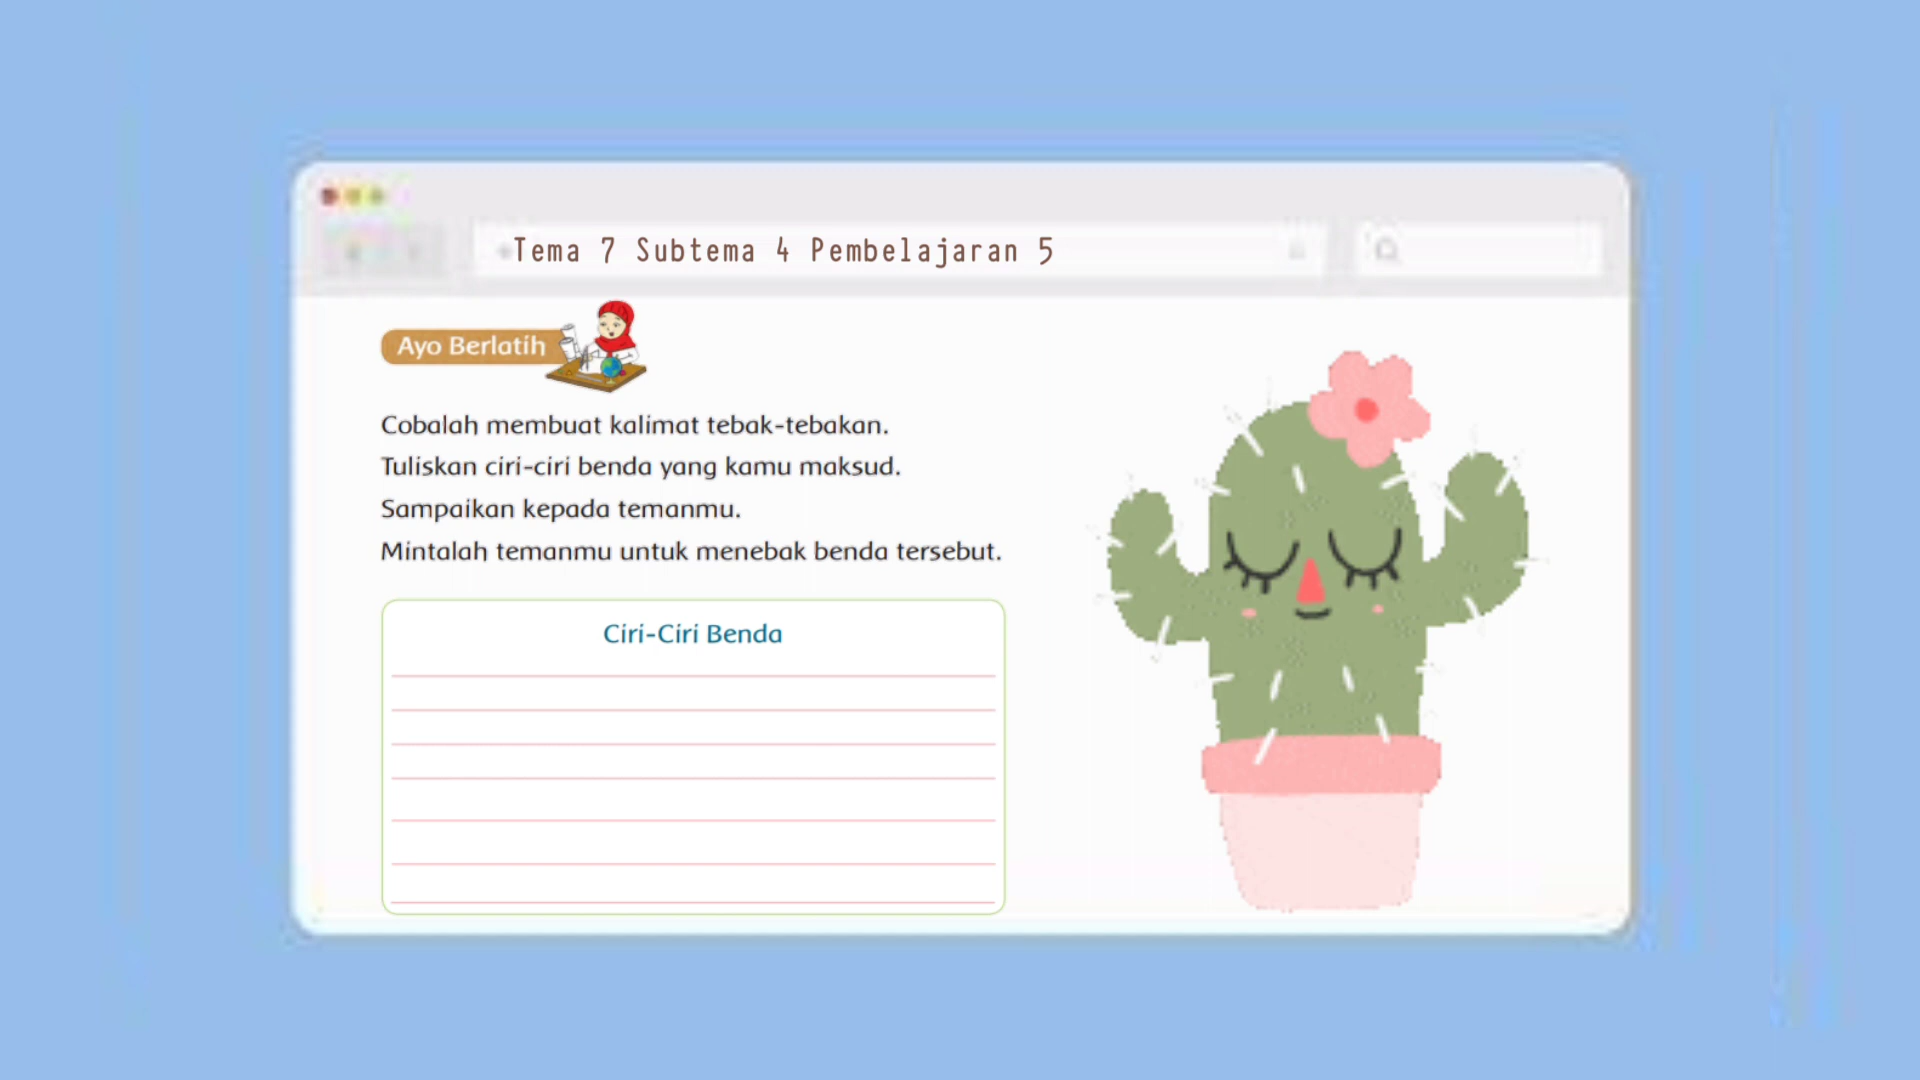 Tema 7 Subtema 4 Pembelajaran 5
Ayo Berlatih
Cobalah membuat kalimat tebak-tebakan.
Tuliskan ciri-ciri benda yang kamu maksud.
Sampaikan kepada temanmu.
Mintalah temanmu untuk menebak benda tersebut.
Ciri-Ciri Benda